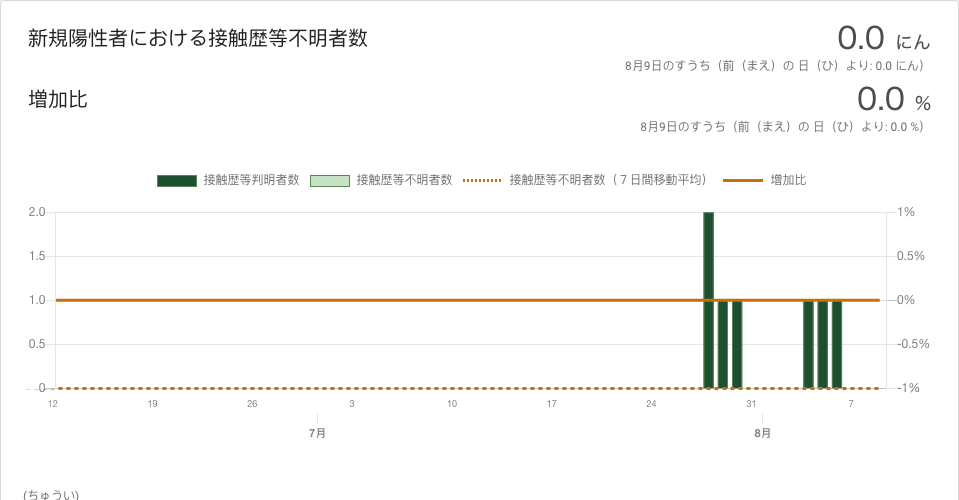 新規陽性者における接触歴等不明者数
0.0 にん
8月9日のすうち（前（まえ）の 日（ひ）より: 0.0 にん）
増加比
0.0 %
8月9日のすうち（前（まえ）の 日（ひ）より: 0.0 %）
接触歴等判明者数 接触歴等不明者数 接触歴等不明者数（７日間移動平均） 増加比
2.0 1%
1.5 0.5%
1.0 0%
0.5 -0.5%
0 -1%
12 19 26 3 10 17 24 31 7
7月 8月
(ちゅうい)